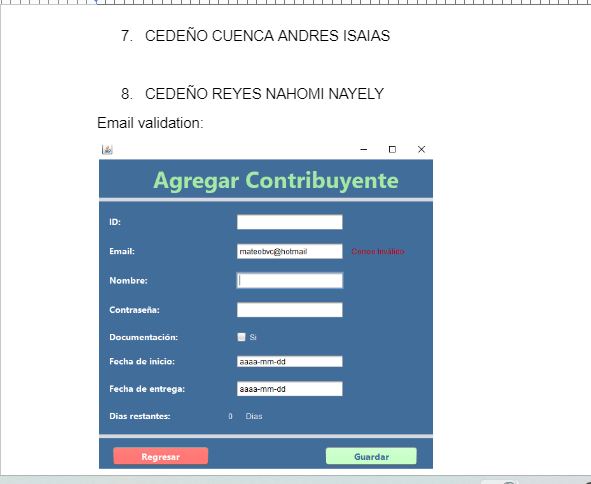 7. CEDEÑO CUENCA ANDRES ISAIAS
8. CEDEÑO REYES NAHOMI NAYELY
Email validation:
Agregar Contribuyente
ID:
Email: mateobvc@hotmail Correo Inválido
Nombre:
Contraseña:
Documentación: Si
Fecha de inicio: aaaa-mm-dd
Fecha de entrega: aaaa-mm-dd
Dias restantes: 0 Dias
Regresar Guardar